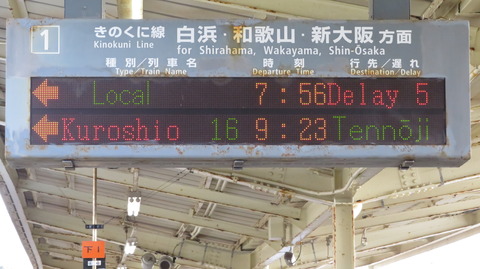 1 きのくに線 白浜・和歌山・新大阪 方面
Kinokuni Line for Shirahama, Wakayama, Shin-Ōsaka
種別/列車名 時刻 行先/遅れ
Type/Train Name Departure Time Destination/Delay
← Local 7:56 Delay 5
← Kuroshio 16 9:23 Tennōji
下り